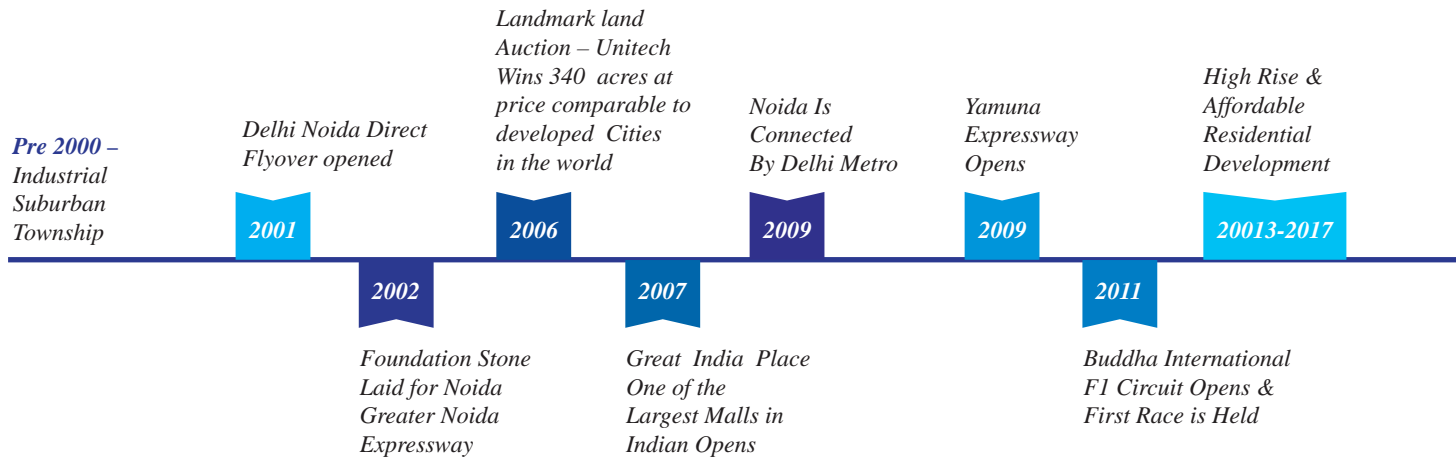 Pre 2000 –
Industrial
Suburban
Township
Delhi Noida Direct
Flyover opened
2001
2002
Foundation Stone
Laid for Noida
Greater Noida
Expressway
Landmark land
Auction – Unitech
Wins 340 acres at
price comparable to
developed Cities
in the world
2006
2007
Great India Place
One of the
Largest Malls in
Indian Opens
Noida Is
Connected
By Delhi Metro
2009
Yamuna
Expressway
Opens
2009
2011
Buddha International
F1 Circuit Opens &
First Race is Held
High Rise &
Affordable
Residential
Development
20013-2017